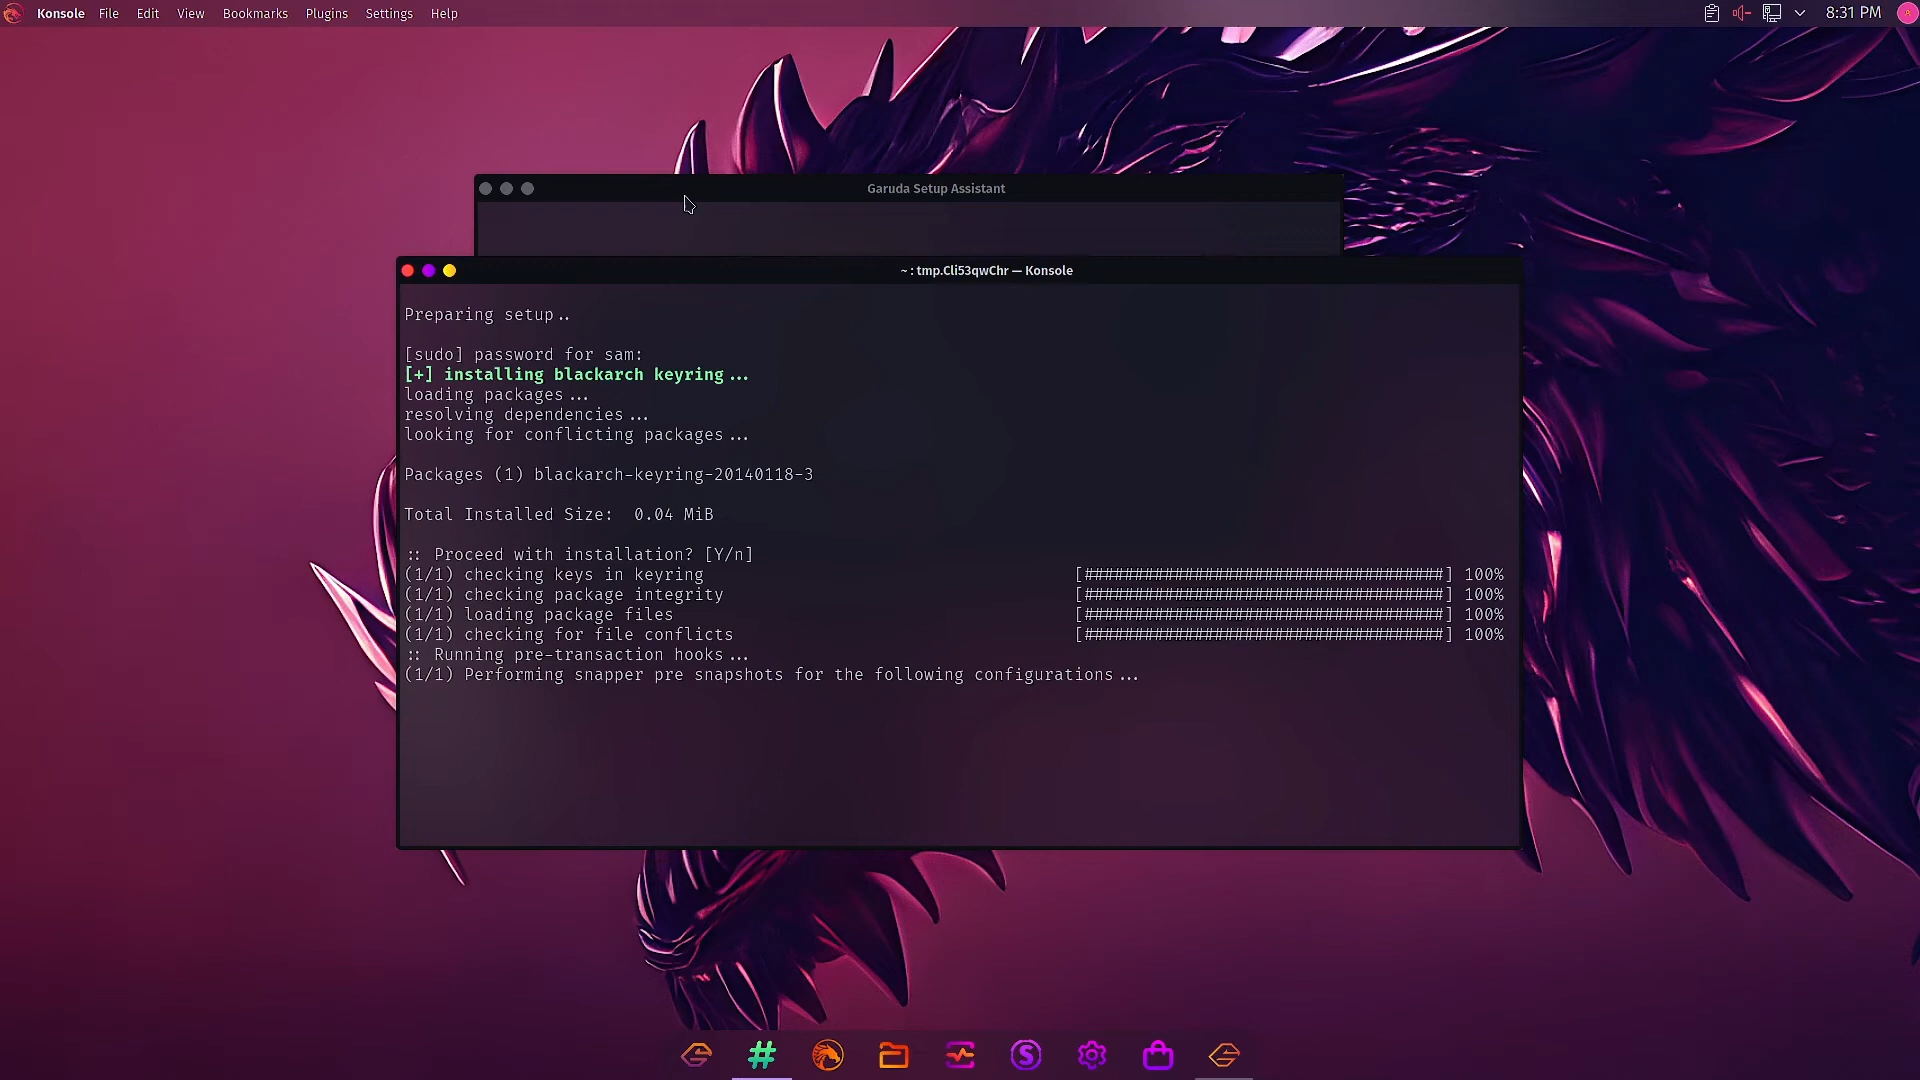 Konsole File Edit View Bookmarks Plugins Settings Help 8:31 PM
Garuda Setup Assistant
~ : tmp.Cli53qwChr — Konsole
Preparing setup..
[sudo] password for sam:
[+] installing blackarch keyring...
loading packages...
resolving dependencies...
looking for conflicting packages...
Packages (1) blackarch-keyring-20140118-3
Total Installed Size:  0.04 MiB
:: Proceed with installation? [Y/n]
(1/1) checking keys in keyring [####################################] 100%
(1/1) checking package integrity [####################################] 100%
(1/1) loading package files [####################################] 100%
(1/1) checking for file conflicts [####################################] 100%
:: Running pre-transaction hooks...
(1/1) Performing snapper pre snapshots for the following configurations...